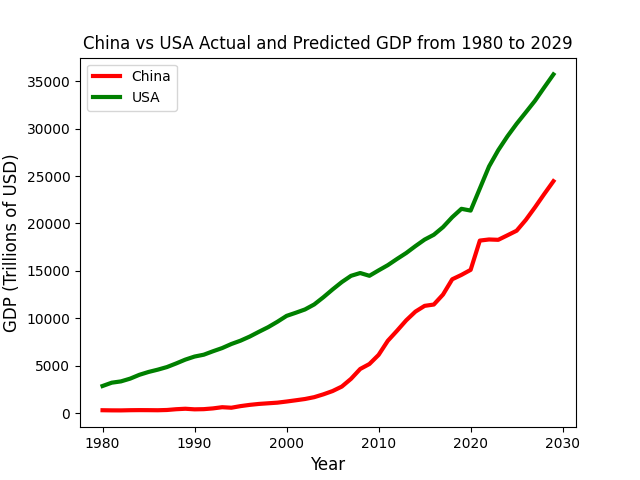 China vs USA Actual and Predicted GDP from 1980 to 2029
China
USA
GDP (Trillions of USD)
35000
30000
25000
20000
15000
10000
5000
0
1980
1990
2000
2010
2020
2030
Year